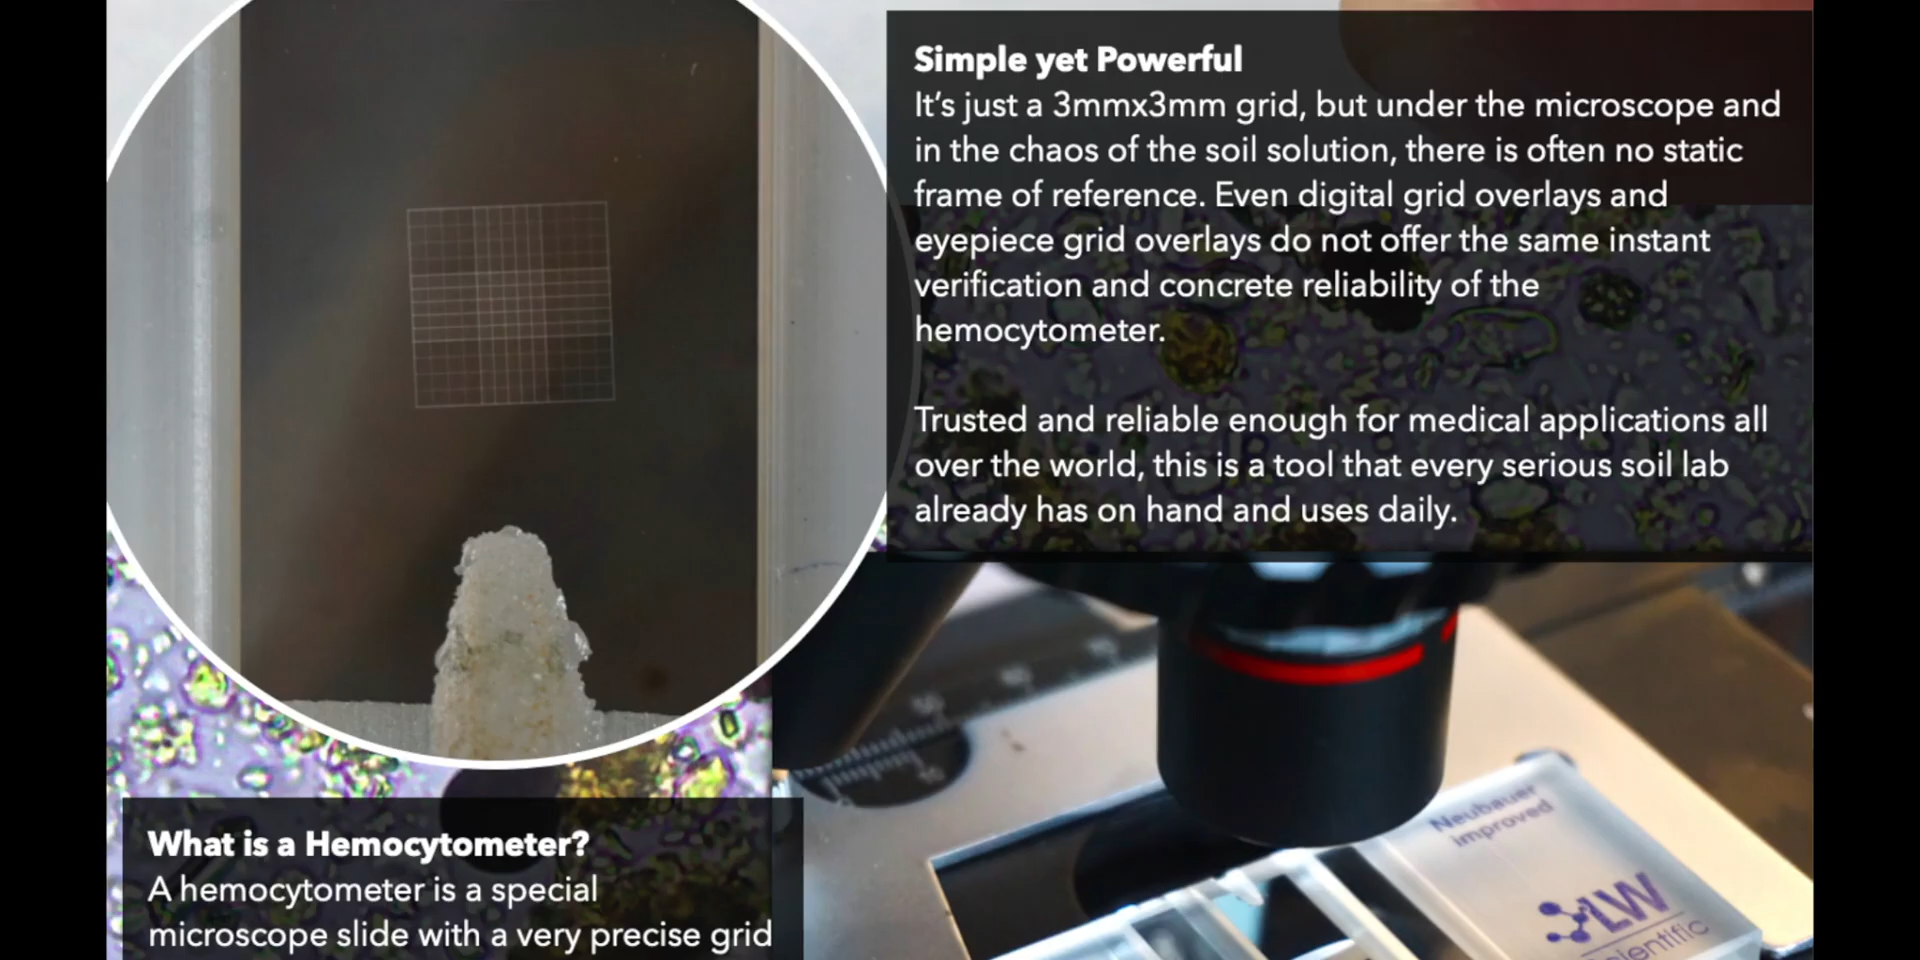 Simple yet Powerful
It's just a 3mmx3mm grid, but under the microscope and
in the chaos of the soil solution, there is often no static
frame of reference. Even digital grid overlays and
eyepiece grid overlays do not offer the same instant
verification and concrete reliability of the
hemocytometer.
Trusted and reliable enough for medical applications all
over the world, this is a tool that every serious soil lab
already has on hand and uses daily.
What is a Hemocytometer?
A hemocytometer is a special
microscope slide with a very precise grid
Neubauer
improved
LW